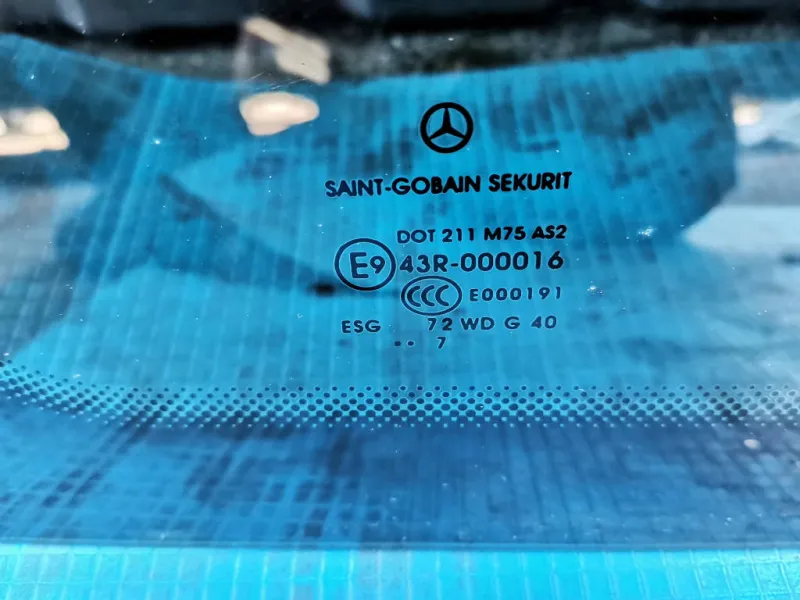 SAINT-GOBAIN SEKURIT
DOT 211 M75 AS2
E9 43R-000016
CCC E000191
ESG 72 WD G 40
.. 7